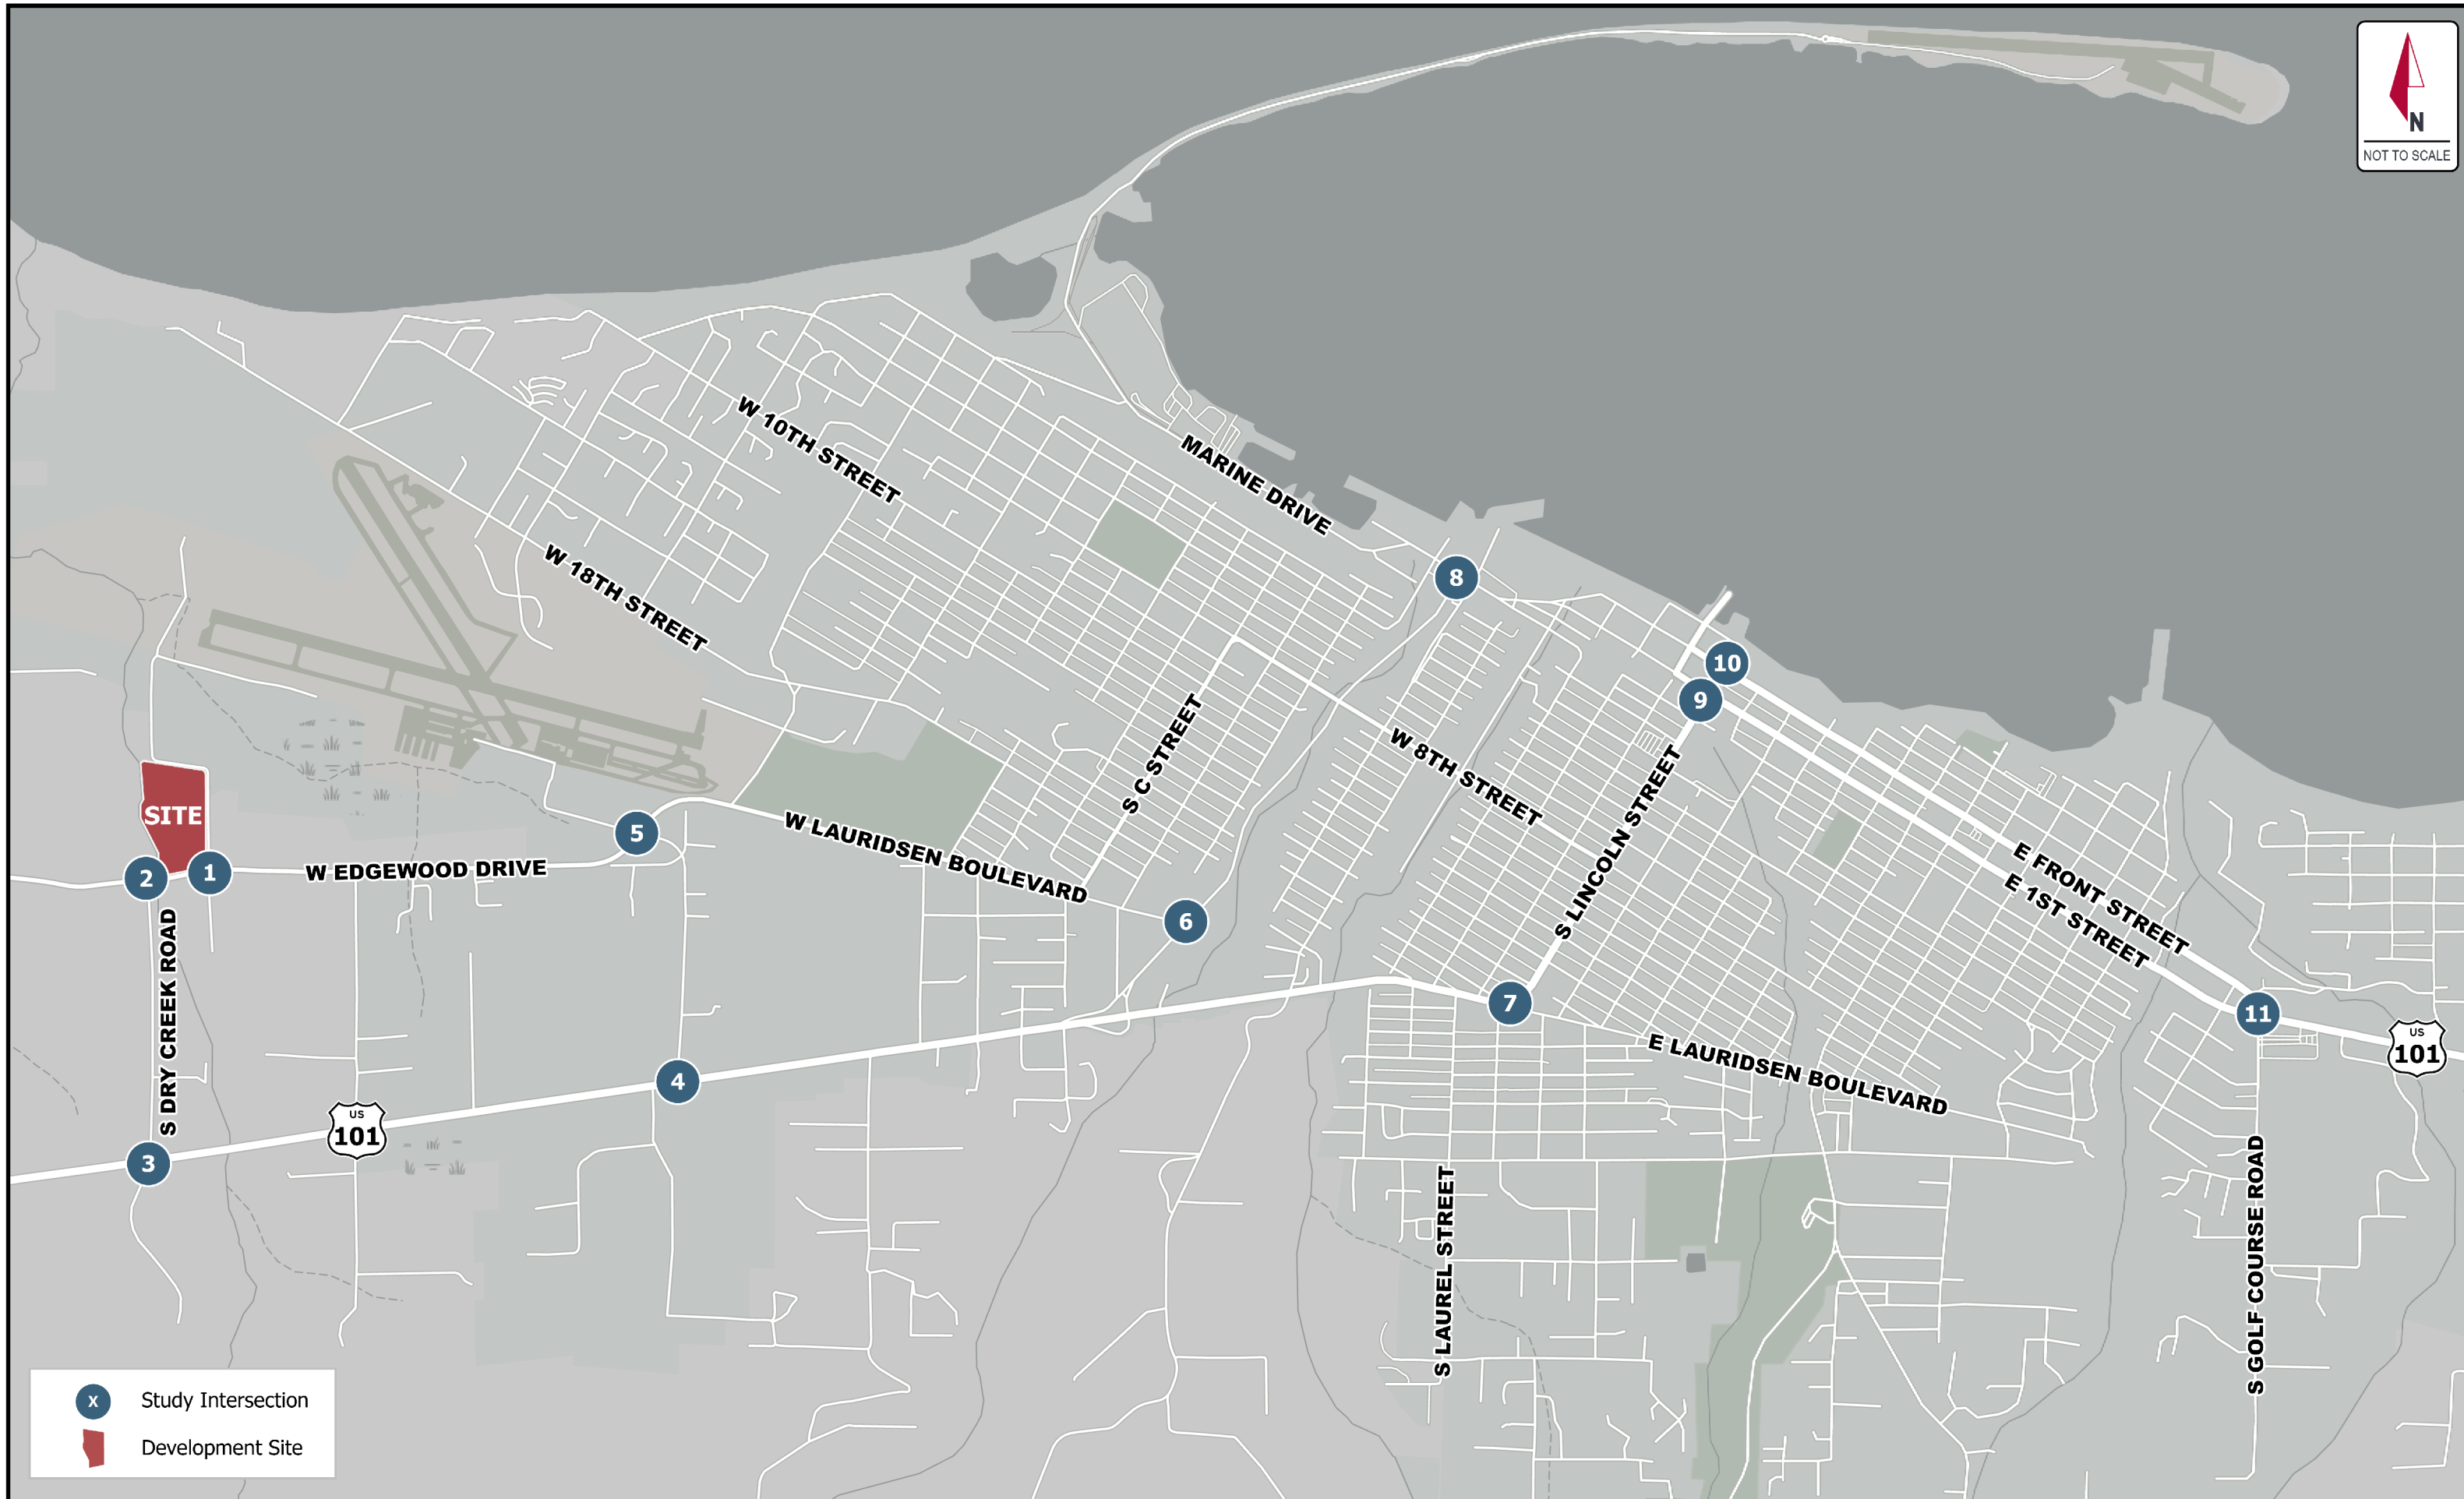 N
NOT TO SCALE
W 10TH STREET
MARINE DRIVE
W 18TH STREET
8
10
9
S C STREET
W 8TH STREET
S LINCOLN STREET
SITE
5
W LAURIDSEN BOULEVARD
2
1
W EDGEWOOD DRIVE
6
E FRONT STREET
E 1ST STREET
S DRY CREEK ROAD
7
11
US
101
E LAURIDSEN BOULEVARD
4
US
101
3
S LAUREL STREET
S GOLF COURSE ROAD
X
Study Intersection
Development Site